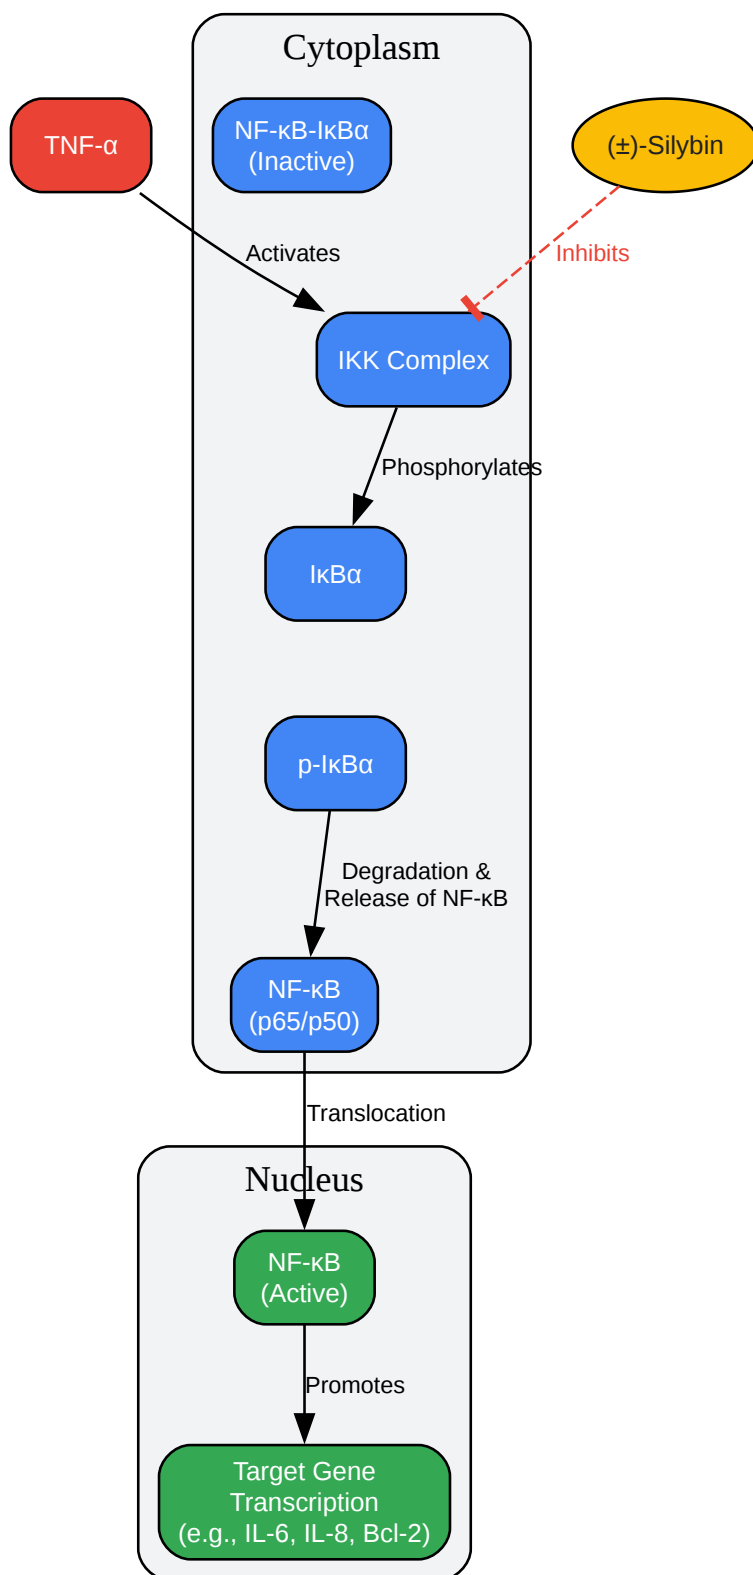 Cytoplasm
TNF-α
NF-κB-IκBα
(Inactive)
(±)-Silybin
Activates
Inhibits
IKK Complex
Phosphorylates
IκBα
p-IκBα
Degradation &
Release of NF-κB
NF-κB
(p65/p50)
Translocation
Nucleus
NF-κB
(Active)
Promotes
Target Gene
Transcription
(e.g., IL-6, IL-8, Bcl-2)